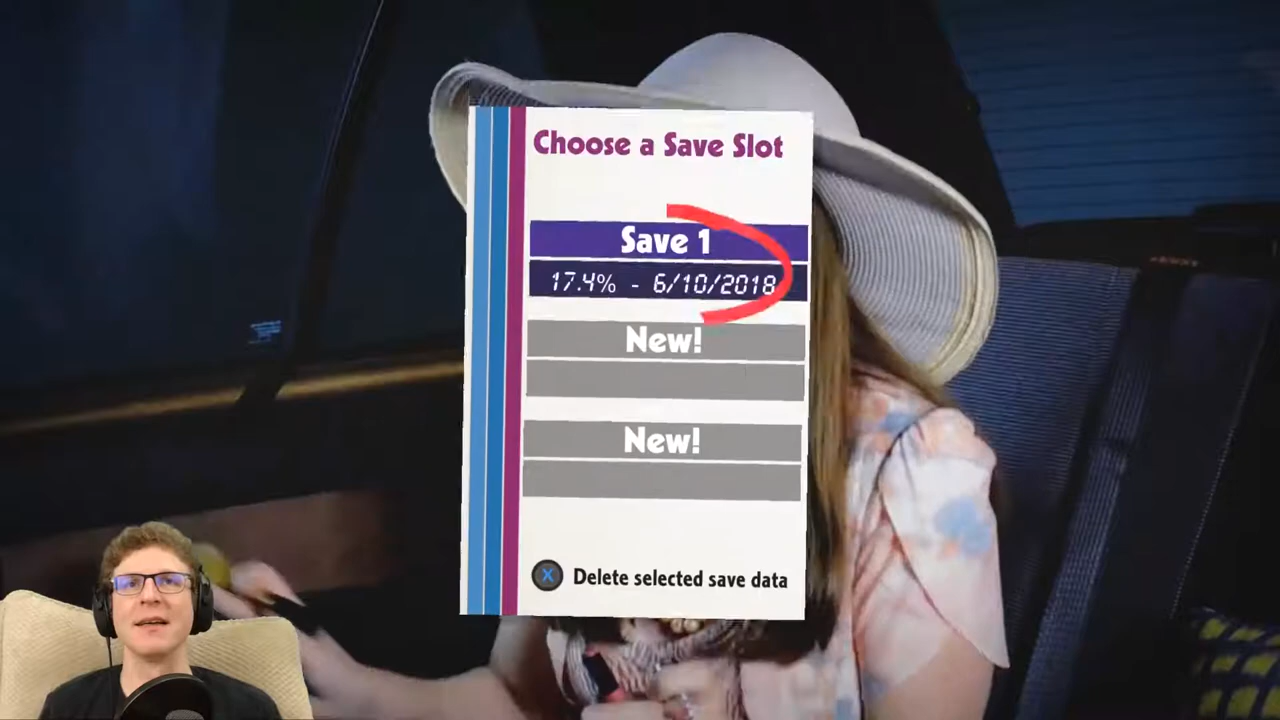 Choose a Save Slot
Save 1
17.4% - 6/10/2018
New!
New!
X Delete selected save data